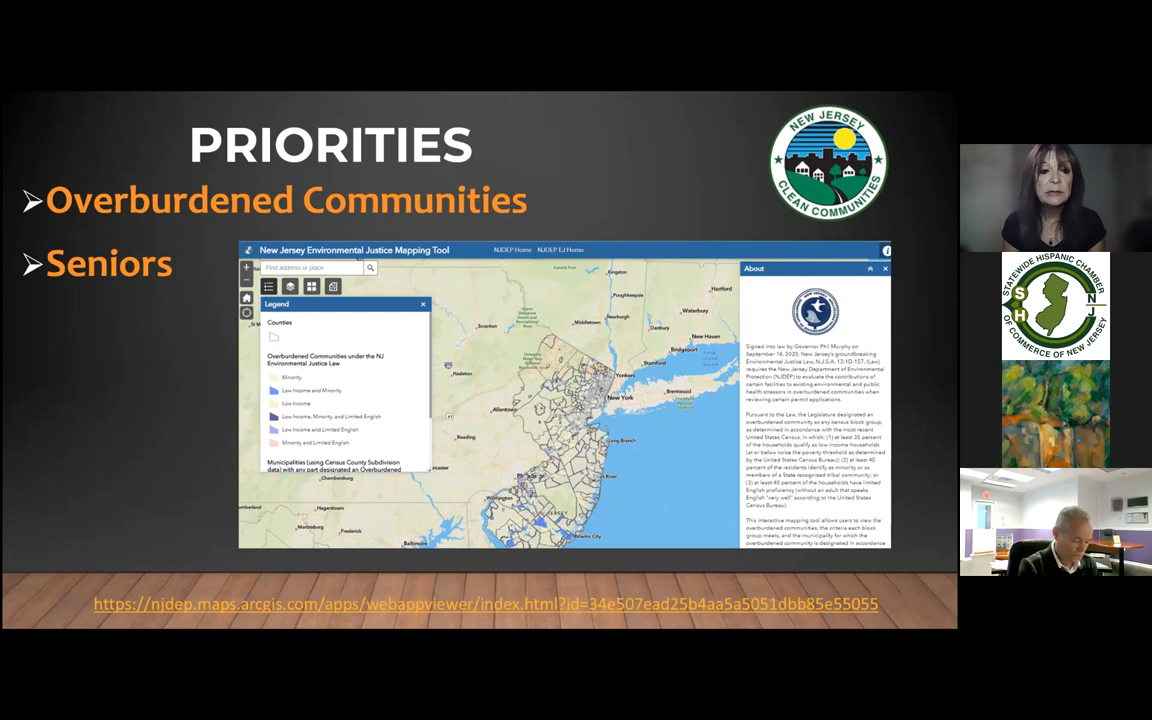 PRIORITIES
➢Overburdened Communities
➢Seniors
NEW JERSEY
CLEAN COMMUNITIES
New Jersey Environmental Justice Mapping Tool
NJDEP Home NJDEP EJ Home
Find address or place
Legend
Counties
Overburdened Communities under the NJ
Environmental Justice Law
Minority
Low Income and Minority
Low Income
Low Income, Minority, and Limited English
Low Income and Limited English
Minority and Limited English
Municipalities (using Census County Subdivision
data) with any part designated an Overburdened
Kingston
Hartford
Poughkeepsie
Waterbury
Middletown
Newburgh
Danbury
Scranton
New Haven
Bridgeport
Stamford
Hazleton
Yonkers
Brentwood
New York
Allentown
Long Branch
Reading
Chambersburg
Wilmington
Hagerstown
JERSEY
Martinsburg
Frederick
Atlantic City
Baltimore
About
Signed into law by Governor Phil Murphy on
September 18, 2020, New Jersey's groundbreaking
Environmental Justice Law, N.J.S.A. 13:1D-157, (Law)
requires the New Jersey Department of Environmental
Protection (NJDEP) to evaluate the contributions of
certain facilities to existing environmental and public
health stressors in overburdened communities when
reviewing certain permit applications.
Pursuant to the Law, the Legislature designated an
overburdened community as any census block group,
as determined in accordance with the most recent
United States Census, in which: (1) at least 35 percent
of the households qualify as low-income households
(at or below twice the poverty threshold as determined
by the United States Census Bureau); (2) at least 40
percent of the residents identify as minority or as
members of a State recognized tribal community; or
(3) at least 40 percent of the households have limited
English proficiency (without an adult that speaks
English "very well" according to the United States
Census Bureau).
This interactive mapping tool allows users to view the
overburdened communities, the criteria each block
group meets, and the municipality for which the
overburdened community is designated in accordance
https://njdep.maps.arcgis.com/apps/webappviewer/index.html?id=34e507ead25b4aa5a5051dbb85e55055
STATEWIDE HISPANIC CHAMBER
S H N J
OF COMMERCE OF NEW JERSEY